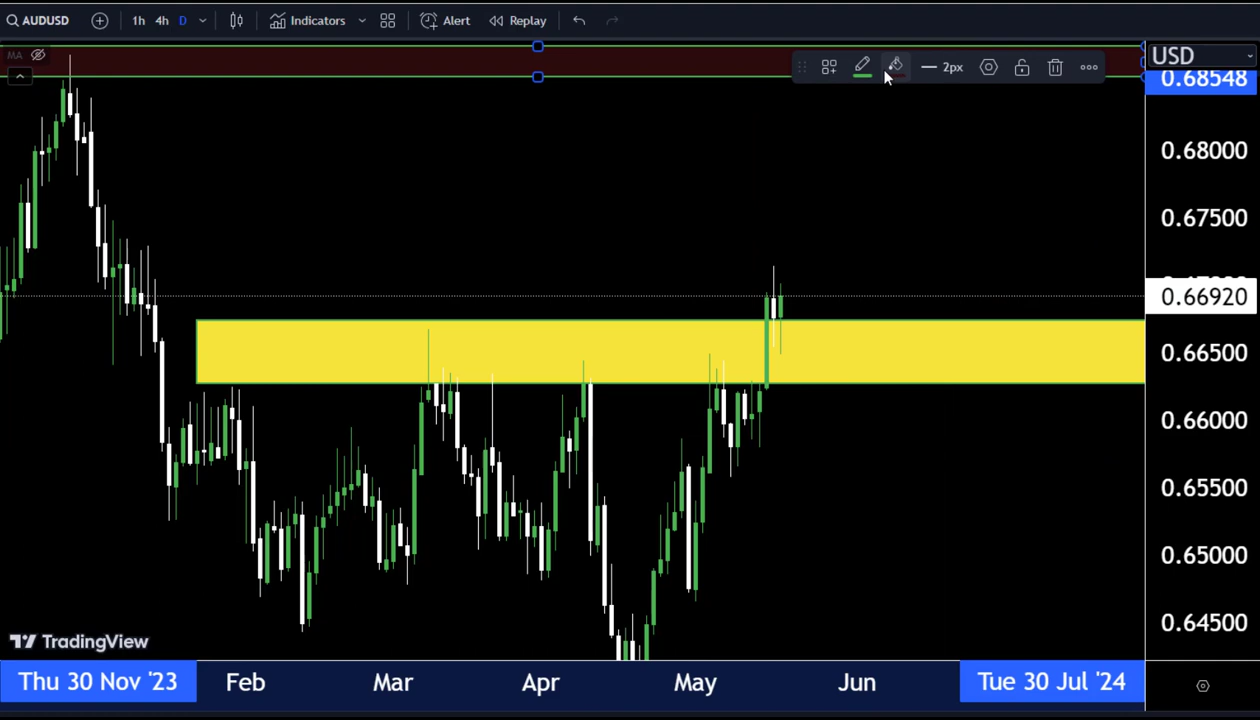 AUDUSD 1h 4h D Indicators Alert Replay
MA
2px
USD
0.68548
0.68000
0.67500
0.66920
0.66500
0.66000
0.65500
0.65000
0.64500
TradingView
Thu 30 Nov '23 Feb Mar Apr May Jun Tue 30 Jul '24